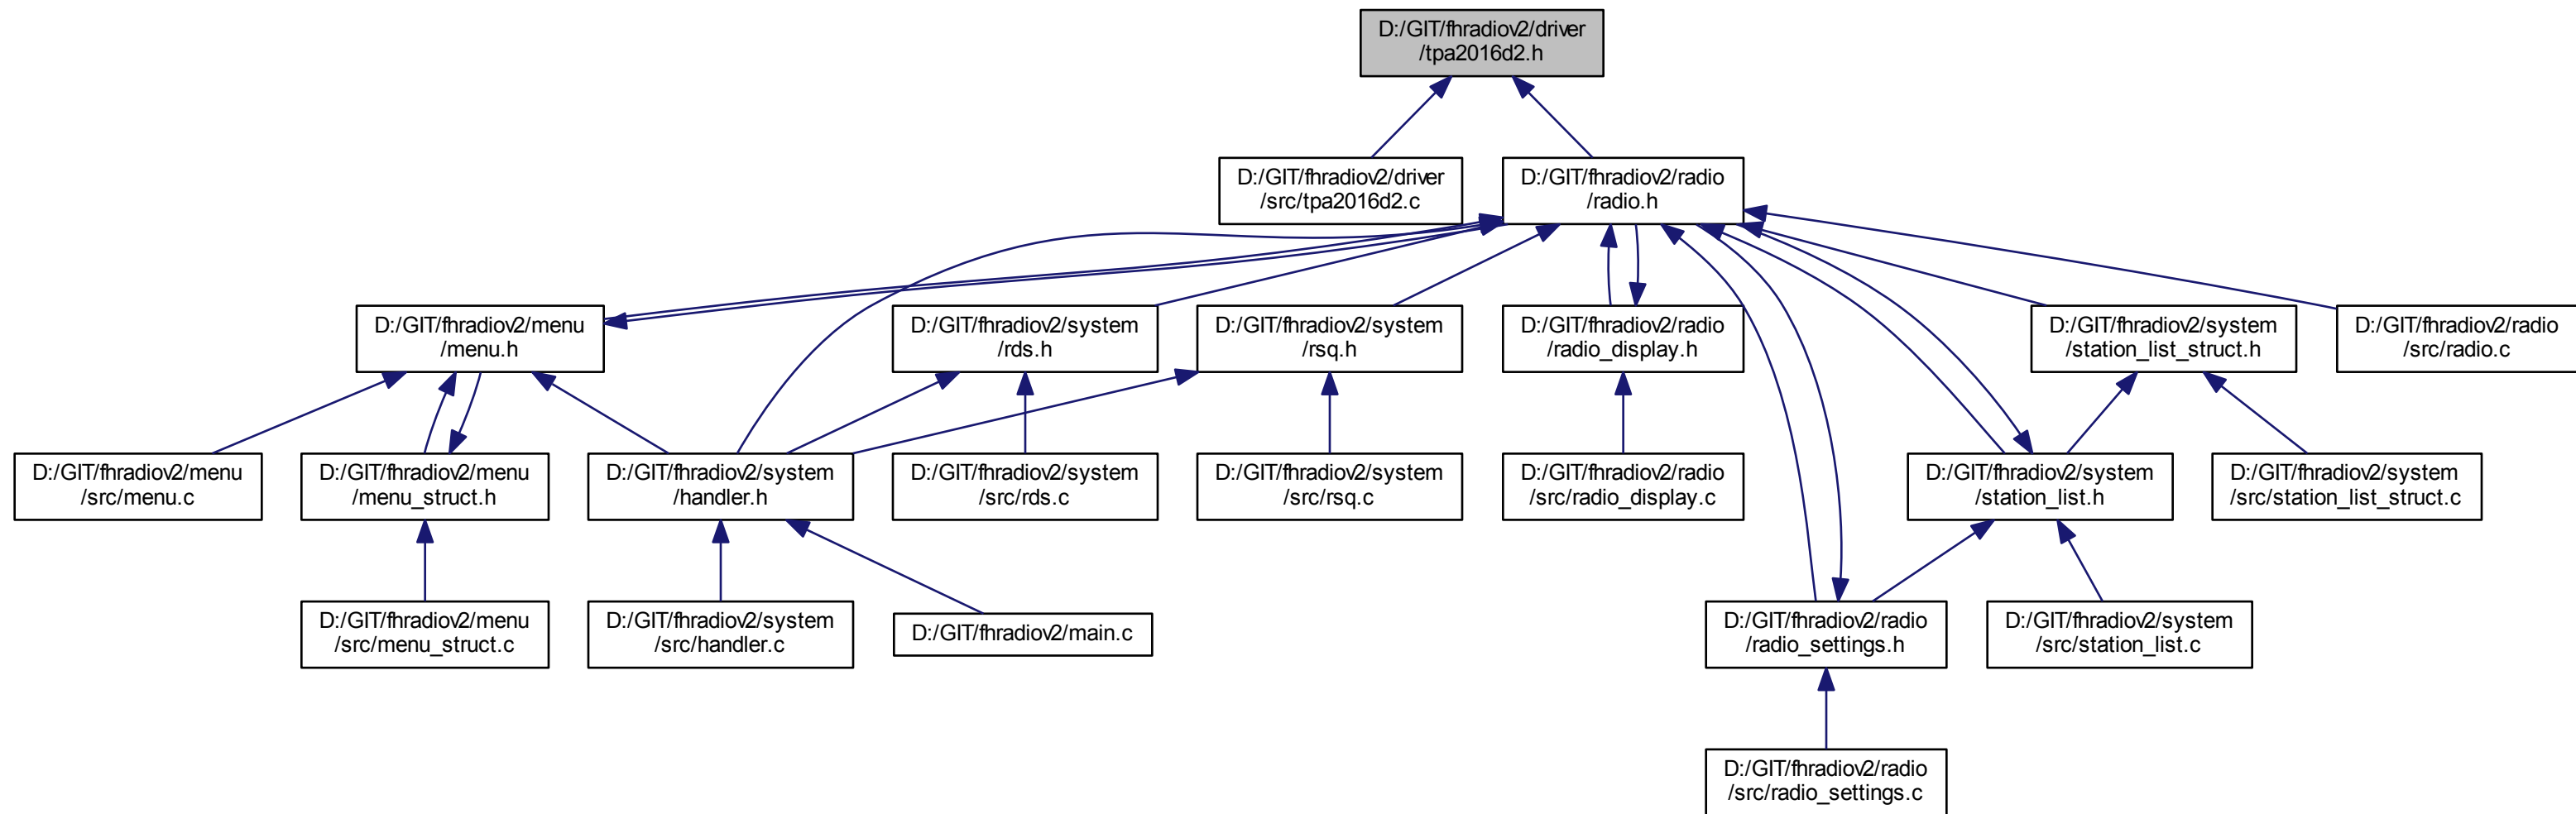 D:/GIT/fhradiov2/driver
/tpa2016d2.h
D:/GIT/fhradiov2/driver
/src/tpa2016d2.c
D:/GIT/fhradiov2/radio
/radio.h
D:/GIT/fhradiov2/menu
/menu.h
D:/GIT/fhradiov2/system
/rds.h
D:/GIT/fhradiov2/system
/rsq.h
D:/GIT/fhradiov2/radio
/radio_display.h
D:/GIT/fhradiov2/system
/station_list_struct.h
D:/GIT/fhradiov2/radio
/src/radio.c
D:/GIT/fhradiov2/menu
/src/menu.c
D:/GIT/fhradiov2/menu
/menu_struct.h
D:/GIT/fhradiov2/system
/handler.h
D:/GIT/fhradiov2/system
/src/rds.c
D:/GIT/fhradiov2/system
/src/rsq.c
D:/GIT/fhradiov2/radio
/src/radio_display.c
D:/GIT/fhradiov2/system
/station_list.h
D:/GIT/fhradiov2/system
/src/station_list_struct.c
D:/GIT/fhradiov2/menu
/src/menu_struct.c
D:/GIT/fhradiov2/system
/src/handler.c
D:/GIT/fhradiov2/main.c
D:/GIT/fhradiov2/radio
/radio_settings.h
D:/GIT/fhradiov2/system
/src/station_list.c
D:/GIT/fhradiov2/radio
/src/radio_settings.c